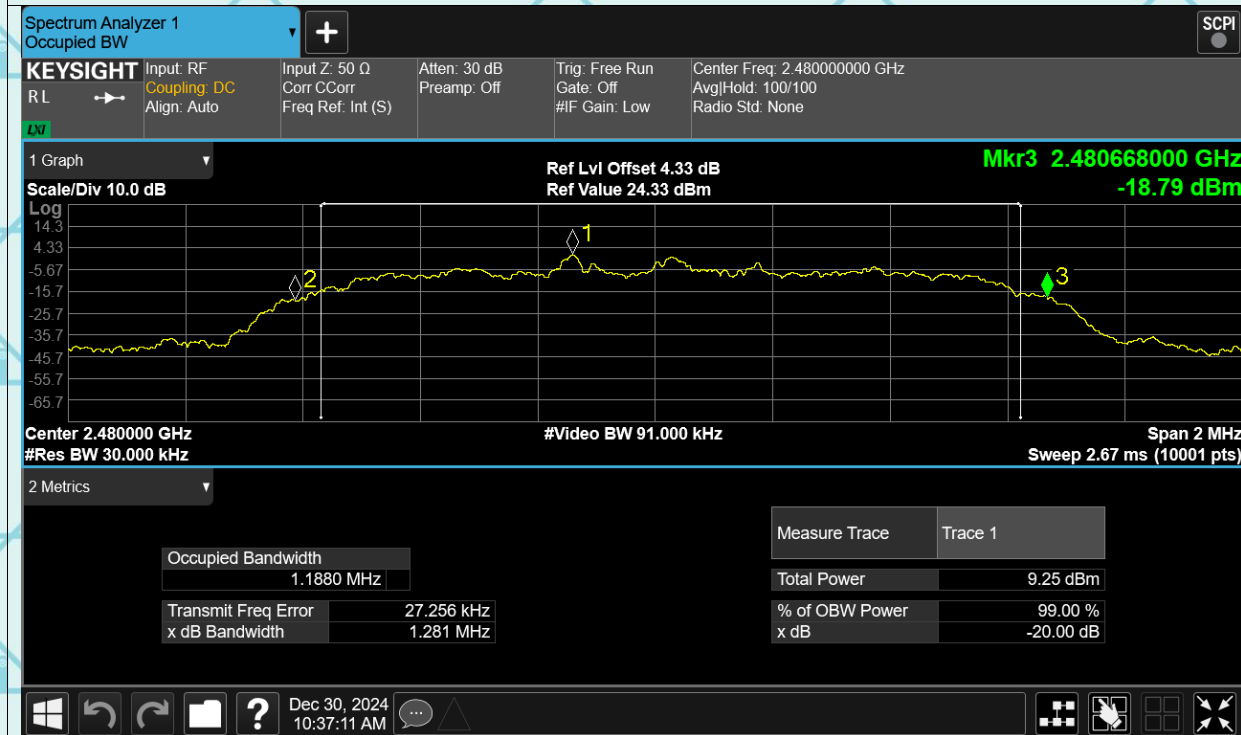 Spectrum Analyzer 1
Occupied BW
+
SCPI
KEYSIGHT
RL
LXI
Input: RF
Coupling: DC
Align: Auto
Input Z: 50 Ω
Corr CCorr
Freq Ref: Int (S)
Atten: 30 dB
Preamp: Off
Trig: Free Run
Gate: Off
#IF Gain: Low
Center Freq: 2.480000000 GHz
Avg|Hold: 100/100
Radio Std: None
1 Graph
Scale/Div 10.0 dB
Ref Lvl Offset 4.33 dB
Ref Value 24.33 dBm
Mkr3 2.480668000 GHz
-18.79 dBm
Log
14.3
4.33
-5.67
-15.7
-25.7
-35.7
-45.7
-55.7
-65.7
1
2
3
Center 2.480000 GHz
#Res BW 30.000 kHz
#Video BW 91.000 kHz
Span 2 MHz
Sweep 2.67 ms (10001 pts)
2 Metrics
Occupied Bandwidth
1.1880 MHz
Transmit Freq Error 27.256 kHz
x dB Bandwidth 1.281 MHz
Measure Trace Trace 1
Total Power 9.25 dBm
% of OBW Power 99.00 %
x dB -20.00 dB
?
Dec 30, 2024
10:37:11 AM